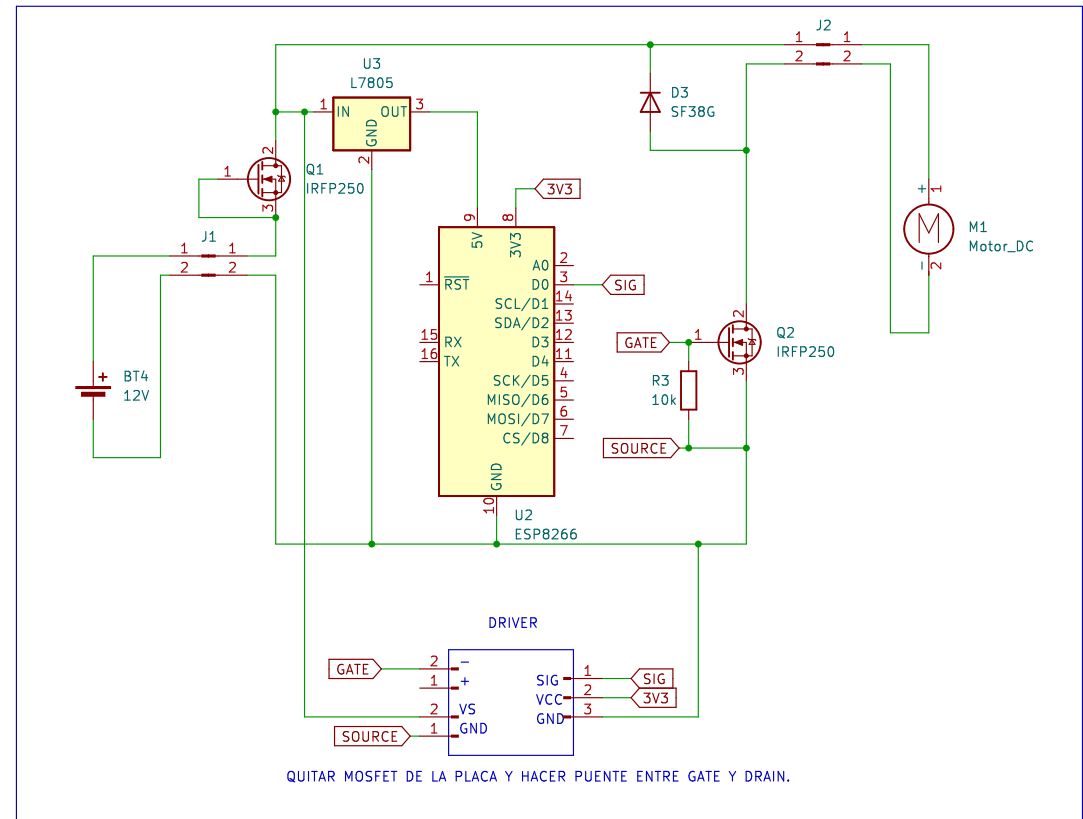 J2
1 1
2 2
U3
L7805
1 IN OUT 3
GND
2
D3
SF38G
2
1
Q1
IRFP250
3
J1
1 1
2 2
3V3
9 8
5V 3V3
+ 1
M
M1
Motor_DC
- 2
A0 2
1 RST D0 3
SIG
SCL/D1 14
SDA/D2 13
15 RX D3 12
16 TX D4 11
SCK/D5 4
MISO/D6 5
MOSI/D7 6
CS/D8 7
GND
10
U2
ESP8266
2
GATE 1
Q2
IRFP250
3
R3
10k
SOURCE
+
BT4
12V
DRIVER
GATE 2 -
1 +
2 VS
SOURCE 1 GND
SIG 1 SIG
VCC 2 3V3
GND 3
QUITAR MOSFET DE LA PLACA Y HACER PUENTE ENTRE GATE Y DRAIN.